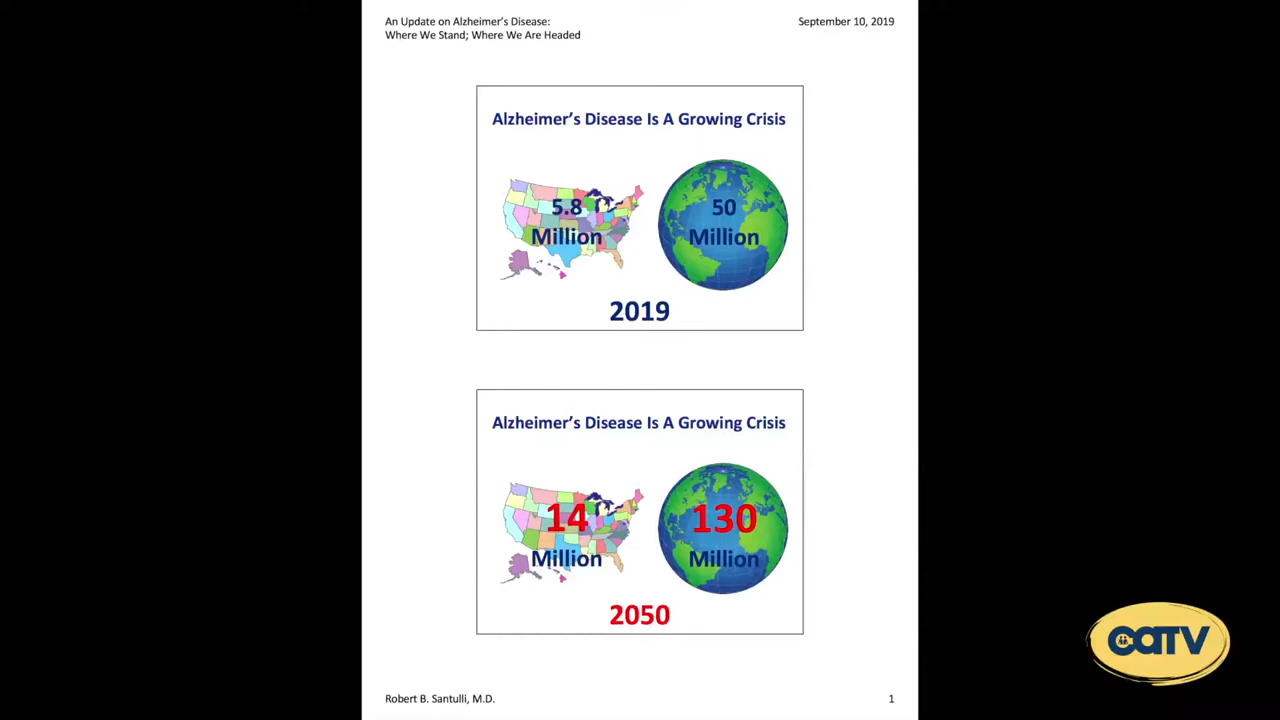 An Update on Alzheimer's Disease:
Where We Stand; Where We Are Headed
September 10, 2019
Alzheimer's Disease Is A Growing Crisis
5.8
Million
50
Million
2019
Alzheimer's Disease Is A Growing Crisis
14
Million
130
Million
2050
Robert B. Santulli, M.D.
1
CATV